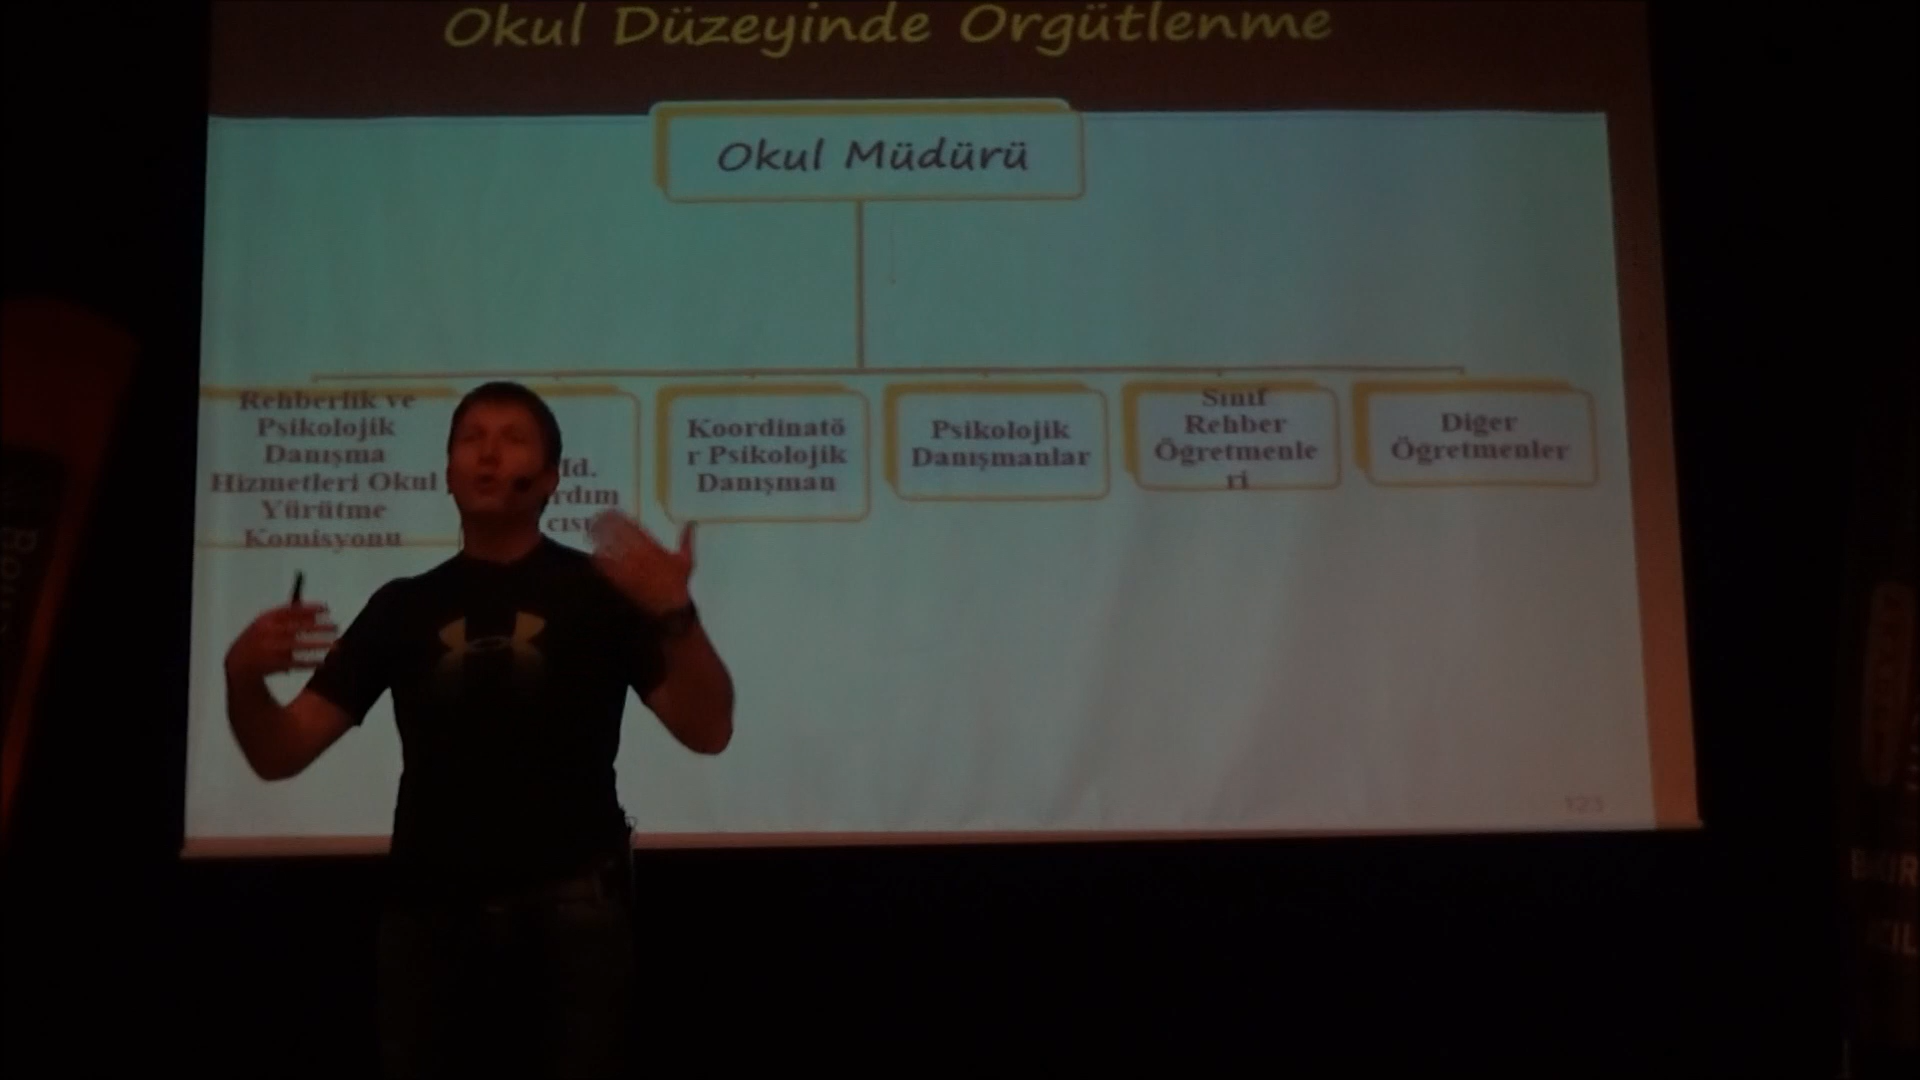 Okul Düzeyinde Örgütlenme
Okul Müdürü
Rehberlik ve
Psikolojik
Danışma
Hizmetleri Okul
Yürütme
Komisyonu
Koordinatö
r Psikolojik
Danışman
Psikolojik
Danışmanlar
Sınıf
Rehber
Öğretmenle
ri
Diğer
Öğretmenler